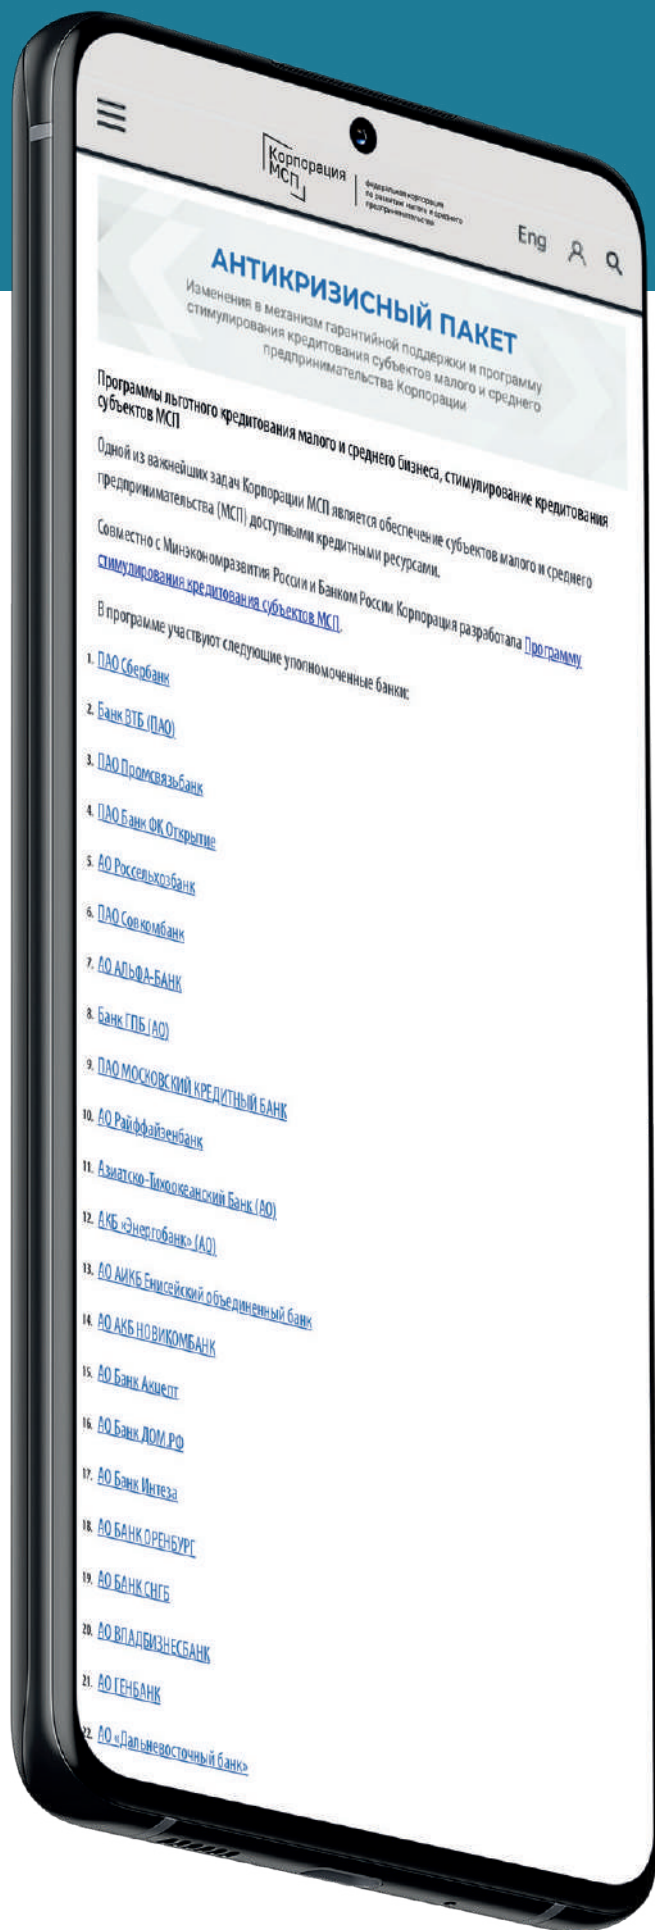 Корпорация
МСП
Федеральная корпорация
по развитию малого и среднего
предпринимательства
Eng
АНТИКРИЗИСНЫЙ ПАКЕТ
Изменения в механизм гарантийной поддержки и программу
стимулирования кредитования субъектов малого и среднего
предпринимательства Корпорации
Программы льготного кредитования малого и среднего бизнеса, стимулирование кредитования
субъектов МСП
Одной из важнейших задач Корпорации МСП является обеспечение субъектов малого и среднего
предпринимательства (МСП) доступными кредитными ресурсами.
Совместно с Минэкономразвития России и Банком России Корпорация разработала Программу
стимулирования кредитования субъектов МСП.
В программе участвуют следующие уполномоченные банки:
1. ПАО Сбербанк
2. Банк ВТБ (ПАО)
3. ПАО Промсвязьбанк
4. ПАО Банк ФК Открытие
5. АО Россельхозбанк
6. ПАО Совкомбанк
7. АО АЛЬФА-БАНК
8. Банк ГПБ (АО)
9. ПАО МОСКОВСКИЙ КРЕДИТНЫЙ БАНК
10. АО Райффайзенбанк
11. Азиатско-Тихоокеанский Банк (АО)
12. АКБ «Энергобанк» (АО)
13. АО АИКБ Енисейский объединенный банк
14. АО АКБ НОВИКОМБАНК
15. АО Банк Акцепт
16. АО Банк ДОМ.РФ
17. АО Банк Интеза
18. АО БАНК ОРЕНБУРГ
19. АО БАНК СНГБ
20. АО ВЛАДБИЗНЕСБАНК
21. АО ГЕНБАНК
22. АО «Дальневосточный банк»